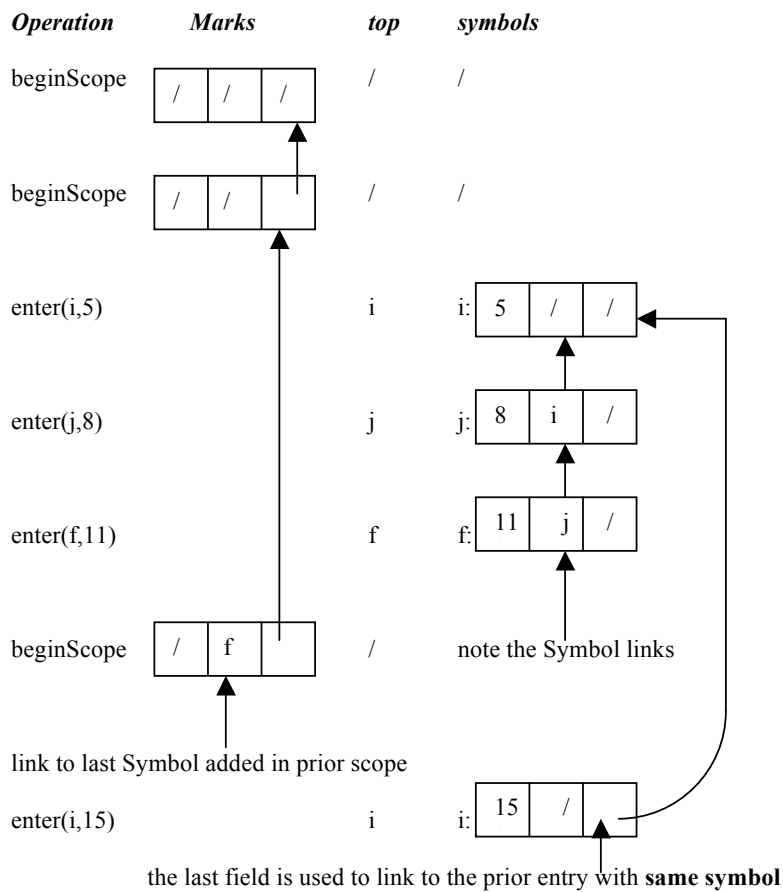 Operation Marks top symbols
beginScope / / / / /
beginScope / / / /
enter(i,5) i i: 5 / /
enter(j,8) j j: 8 i /
enter(f,11) f f: 11 j /
beginScope / f / note the Symbol links
link to last Symbol added in prior scope
enter(i,15) i i: 15 /
the last field is used to link to the prior entry with same symbol